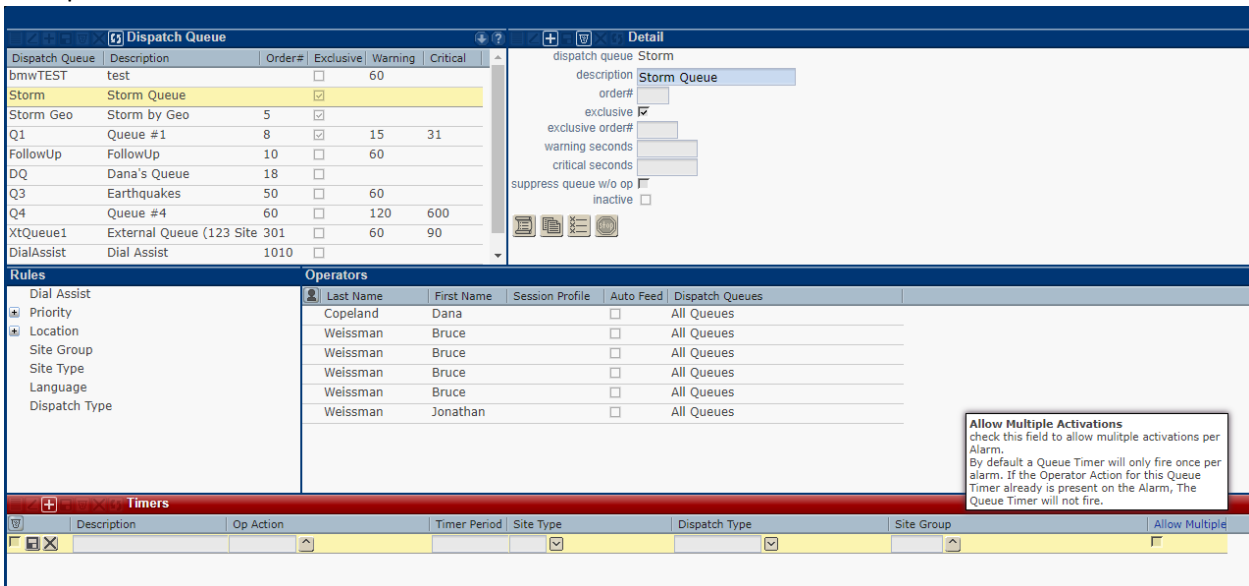 Dispatch Queue
Dispatch Queue Description Order# Exclusive Warning Critical
bmwTEST test 60
Storm Storm Queue
Storm Geo Storm by Geo 5
Q1 Queue #1 8 15 31
FollowUp FollowUp 10 60
DQ Dana's Queue 18
Q3 Earthquakes 50 60
Q4 Queue #4 60 120 600
XtQueue1 External Queue (123 Site 301 60 90
DialAssist Dial Assist 1010
Detail
dispatch queue Storm
description Storm Queue
order#
exclusive
exclusive order#
warning seconds
critical seconds
suppress queue w/o op
inactive
Rules
Dial Assist
Priority
Location
Site Group
Site Type
Language
Dispatch Type
Operators
Last Name First Name Session Profile Auto Feed Dispatch Queues
Copeland Dana All Queues
Weissman Bruce All Queues
Weissman Bruce All Queues
Weissman Bruce All Queues
Weissman Bruce All Queues
Weissman Jonathan All Queues
Allow Multiple Activations
check this field to allow mulitple activations per
Alarm.
By default a Queue Timer will only fire once per
alarm. If the Operator Action for this Queue
Timer already is present on the Alarm, The
Queue Timer will not fire.
Timers
Description Op Action Timer Period Site Type Dispatch Type Site Group Allow Multiple